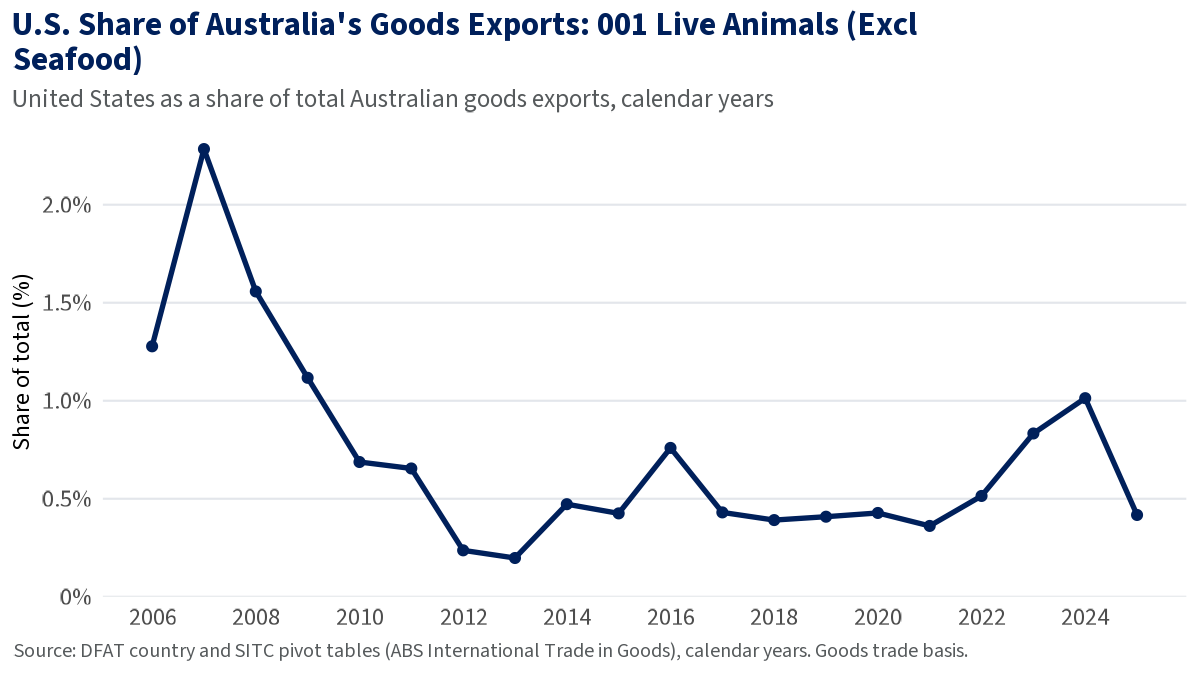 U.S. Share of Australia's Goods Exports: 001 Live Animals (Excl
Seafood)
United States as a share of total Australian goods exports, calendar years
Share of total (%)
2.0%
1.5%
1.0%
0.5%
0%
2006 2008 2010 2012 2014 2016 2018 2020 2022 2024
Source: DFAT country and SITC pivot tables (ABS International Trade in Goods), calendar years. Goods trade basis.